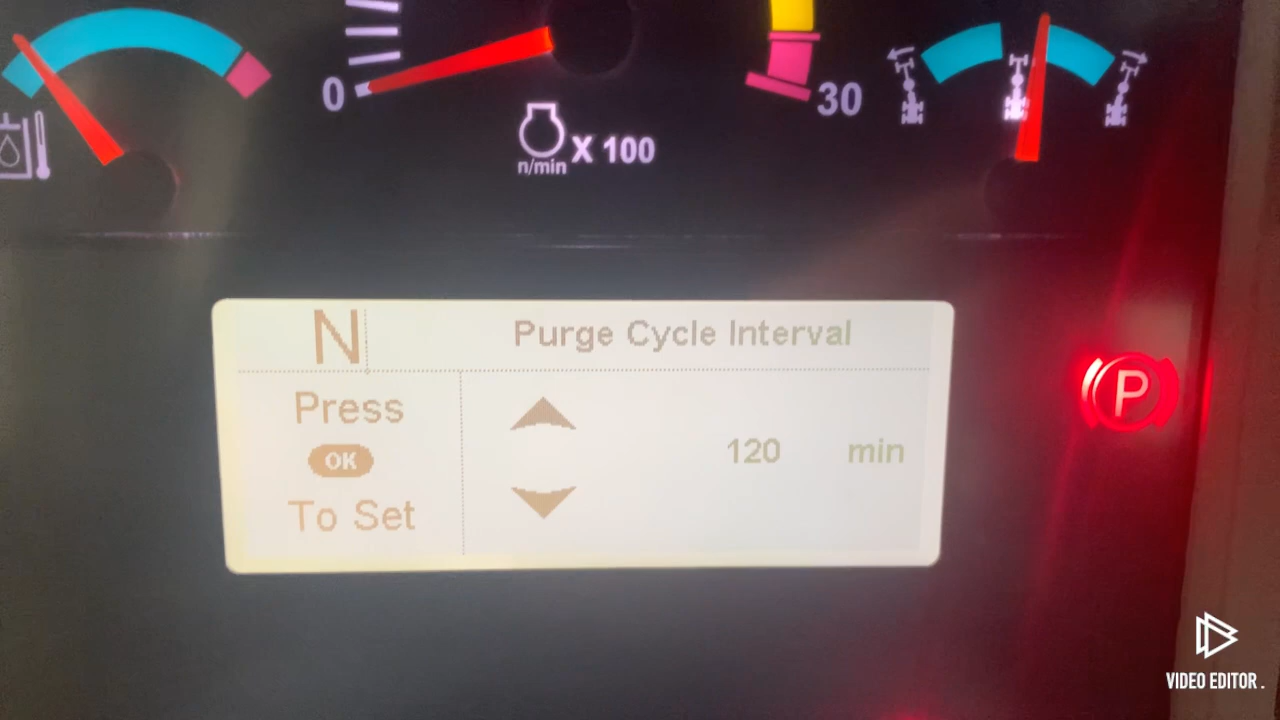 0
30
X 100
n/min
N
Purge Cycle Interval
Press
OK
To Set
120 min
P
VIDEO EDITOR .